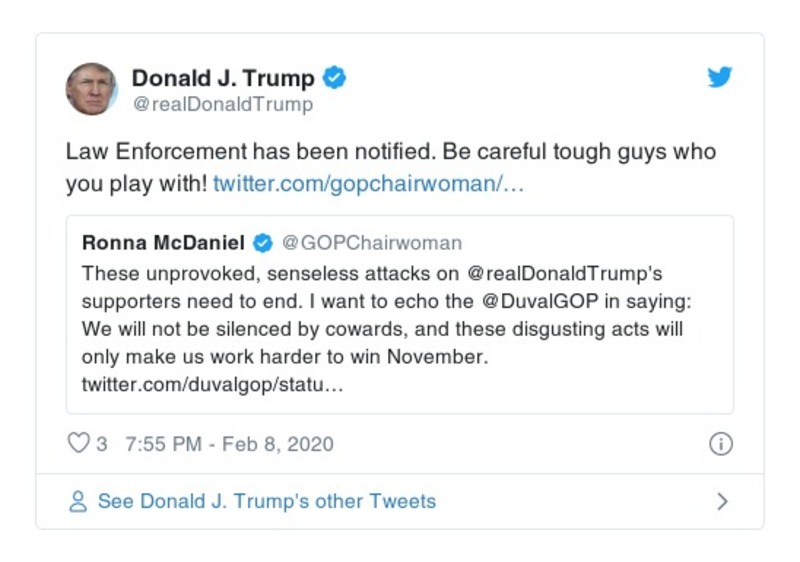 Donald J. Trump
@realDonaldTrump
Law Enforcement has been notified. Be careful tough guys who
you play with! twitter.com/gopchairwoman/…
Ronna McDaniel @GOPChairwoman
These unprovoked, senseless attacks on @realDonaldTrump's
supporters need to end. I want to echo the @DuvalGOP in saying:
We will not be silenced by cowards, and these disgusting acts will
only make us work harder to win November.
twitter.com/duvalgop/statu…
3 7:55 PM - Feb 8, 2020
See Donald J. Trump's other Tweets